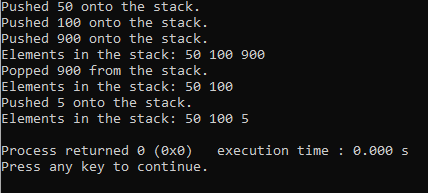 Pushed 50 onto the stack.
Pushed 100 onto the stack.
Pushed 900 onto the stack.
Elements in the stack: 50 100 900
Popped 900 from the stack.
Elements in the stack: 50 100
Pushed 5 onto the stack.
Elements in the stack: 50 100 5
Process returned 0 (0x0)   execution time : 0.000 s
Press any key to continue.